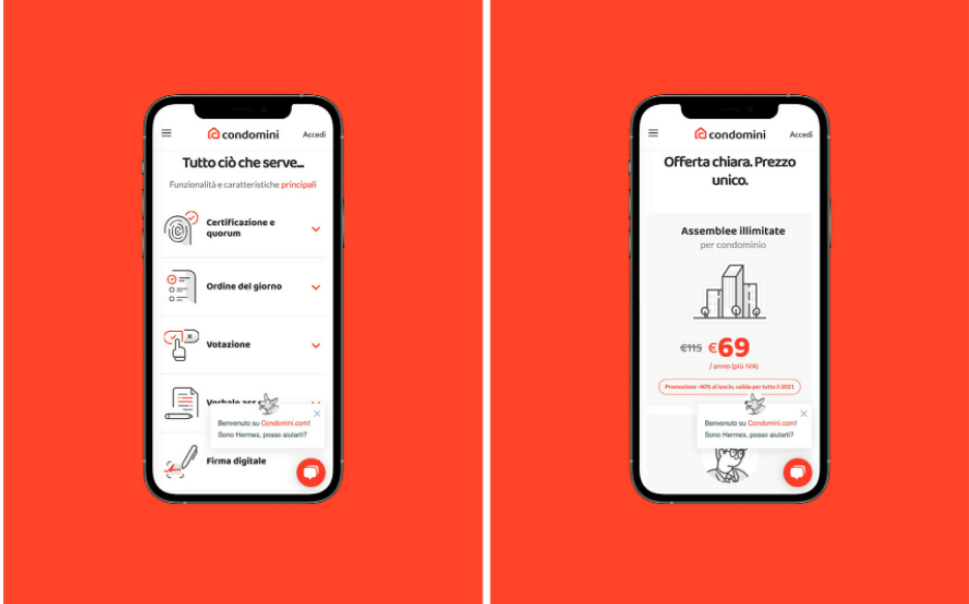 condomini
Accedi
Tutto ciò che serve...
Funzionalità e caratteristiche principali
Certificazione e
quorum
Ordine del giorno
Votazione
Verbale
Benvenuto su Condomini.com!
Sono Hermes, posso aiutarti?
Firma digitale
condomini
Accedi
Offerta chiara. Prezzo
unico.
Assemblee illimitate
per condominio
€115 €69
/ anno (più IVA)
Promozione -40% al lancio, valida per tutto il 2021
Benvenuto su Condomini.com!
Sono Hermes, posso aiutarti?